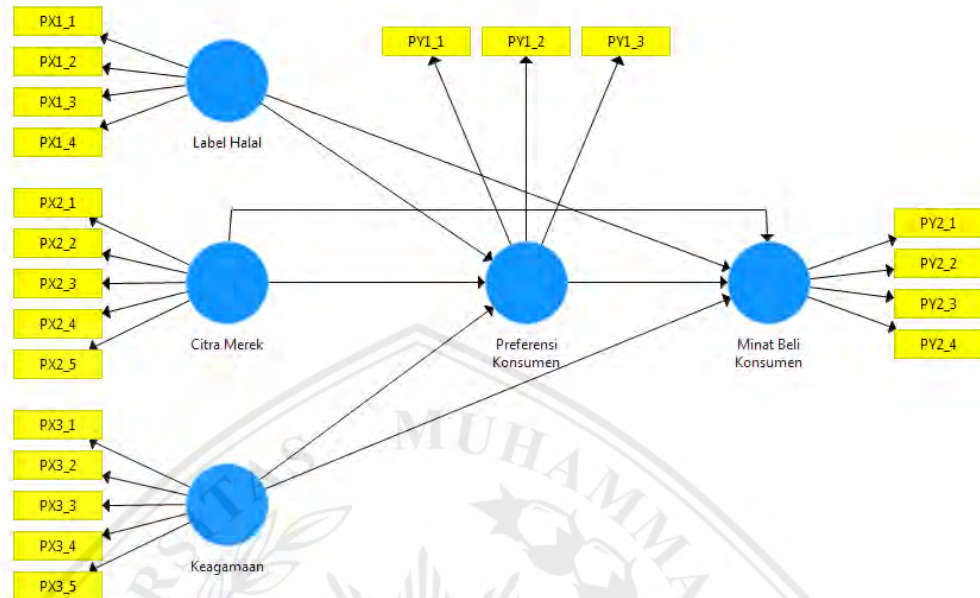 PX1_1
PX1_2
PX1_3
PX1_4
Label Halal
PY1_1
PY1_2
PY1_3
PX2_1
PX2_2
PX2_3
PX2_4
PX2_5
Citra Merek
Preferensi
Konsumen
Minat Beli
Konsumen
PY2_1
PY2_2
PY2_3
PY2_4
PX3_1
PX3_2
PX3_3
PX3_4
PX3_5
Keagamaan
RSITAS MUHAMMA